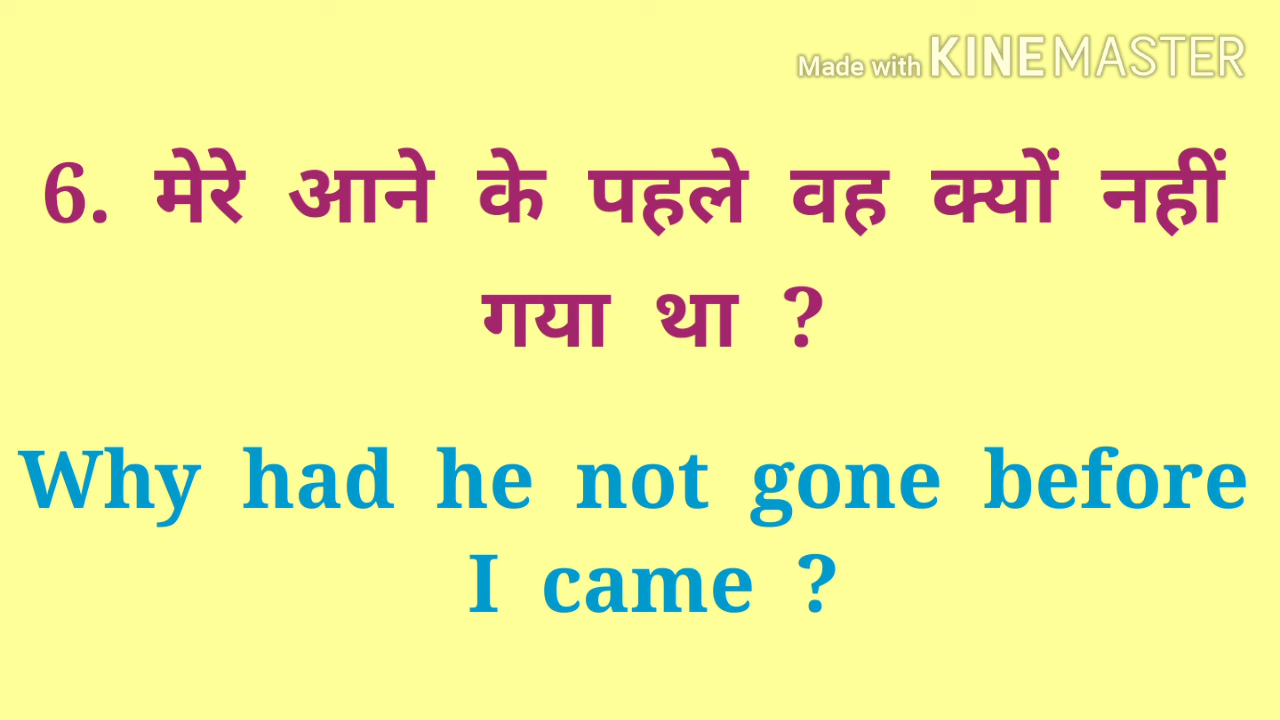 Made with KINEMASTER
6. मेरे आने के पहले वह क्यों नहीं
गया था ?
Why had he not gone before
I came ?